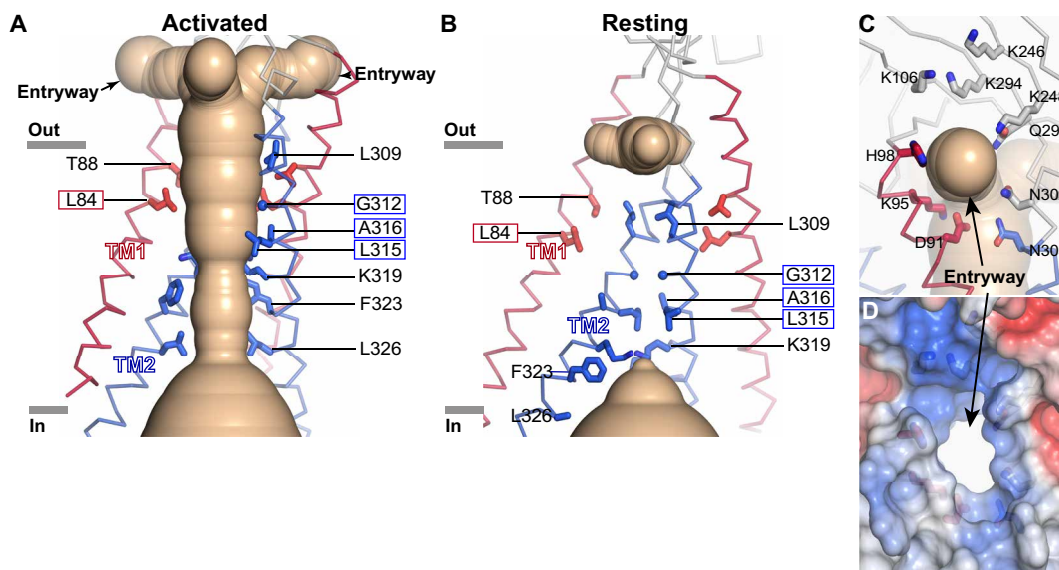 A
Activated
Entryway
Entryway
Out
T88
L84
TM1
TM2
In
L309
G312
A316
L315
K319
F323
L326
B
Resting
Out
T88
L84
TM1
TM2
F323
L326
In
L309
G312
A316
L315
K319
C
K246
K106
K294
H98
K95
D91
Entryway
D